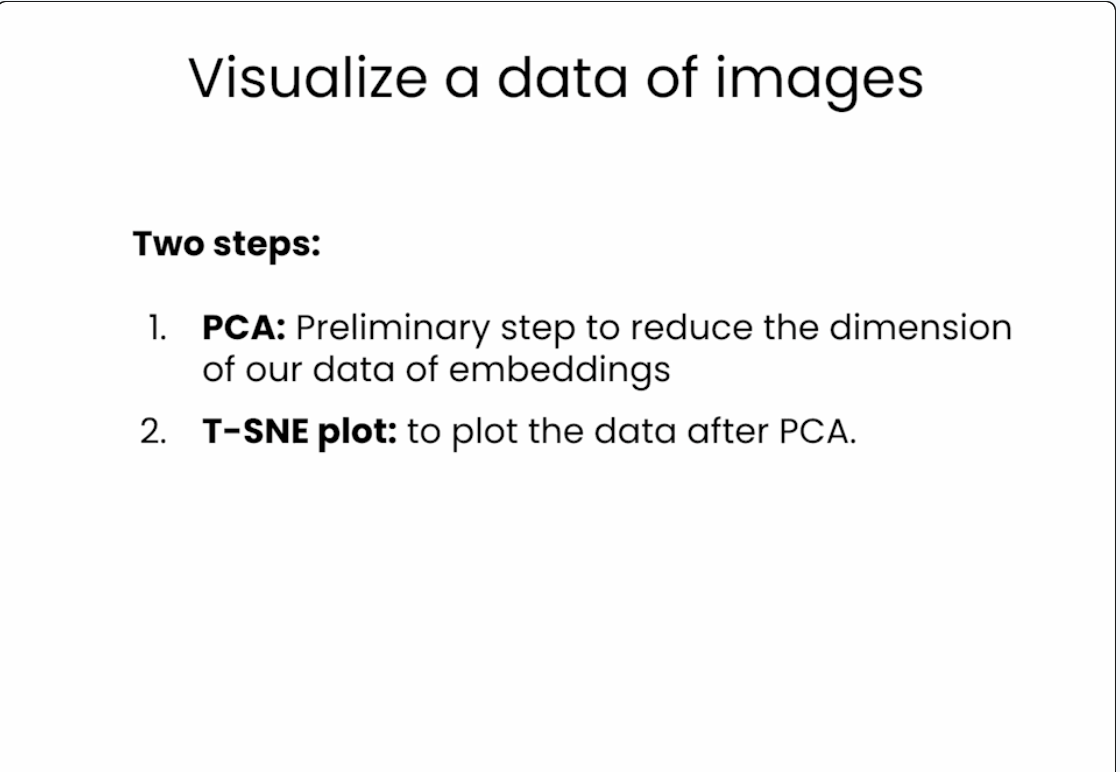 Visualize a data of images
Two steps:
1. PCA: Preliminary step to reduce the dimension
of our data of embeddings
2. T-SNE plot: to plot the data after PCA.